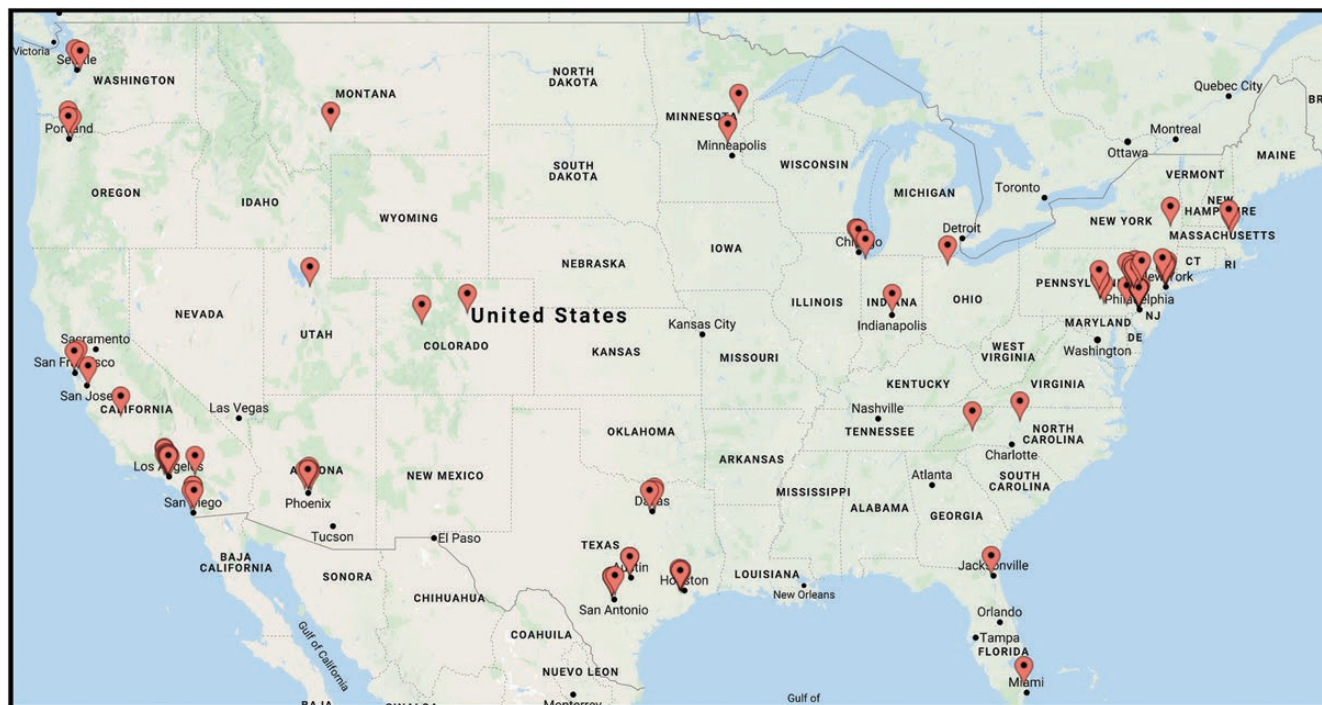 Victoria
Seattle
WASHINGTON
MONTANA
NORTH
DAKOTA
MINNESOTA
Quebec City
Montreal
Ottawa
MAINE
Portland
OREGON
IDAHO
SOUTH
DAKOTA
Minneapolis
WISCONSIN
MICHIGAN
Toronto
VERMONT
NEW
HAMPSHIRE
WYOMING
NEW YORK
MASSACHUSETTS
IOWA
Chicago
Detroit
CT
RI
NEBRASKA
NEVADA
UTAH
COLORADO
United States
ILLINOIS
INDIANA
OHIO
PENNSYLVANIA
New York
Philadelphia
NJ
Indianapolis
MARYLAND
DE
Washington
Kansas City
KANSAS
MISSOURI
WEST
VIRGINIA
VIRGINIA
KENTUCKY
Sacramento
San Francisco
San Jose
CALIFORNIA
Las Vegas
Nashville
TENNESSEE
NORTH
CAROLINA
Charlotte
OKLAHOMA
ARKANSAS
Los Angeles
ARIZONA
NEW MEXICO
Phoenix
San Diego
Tucson
El Paso
Dallas
MISSISSIPPI
ALABAMA
Atlanta
SOUTH
CAROLINA
GEORGIA
BAJA
CALIFORNIA
SONORA
CHIHUAHUA
TEXAS
Austin
Houston
San Antonio
LOUISIANA
New Orleans
Jacksonville
Orlando
Tampa
FLORIDA
Miami
Gulf of California
COAHUILA
NUEVO LEON
Monterrey
BAJA
SINALOA
Gulf of
BR